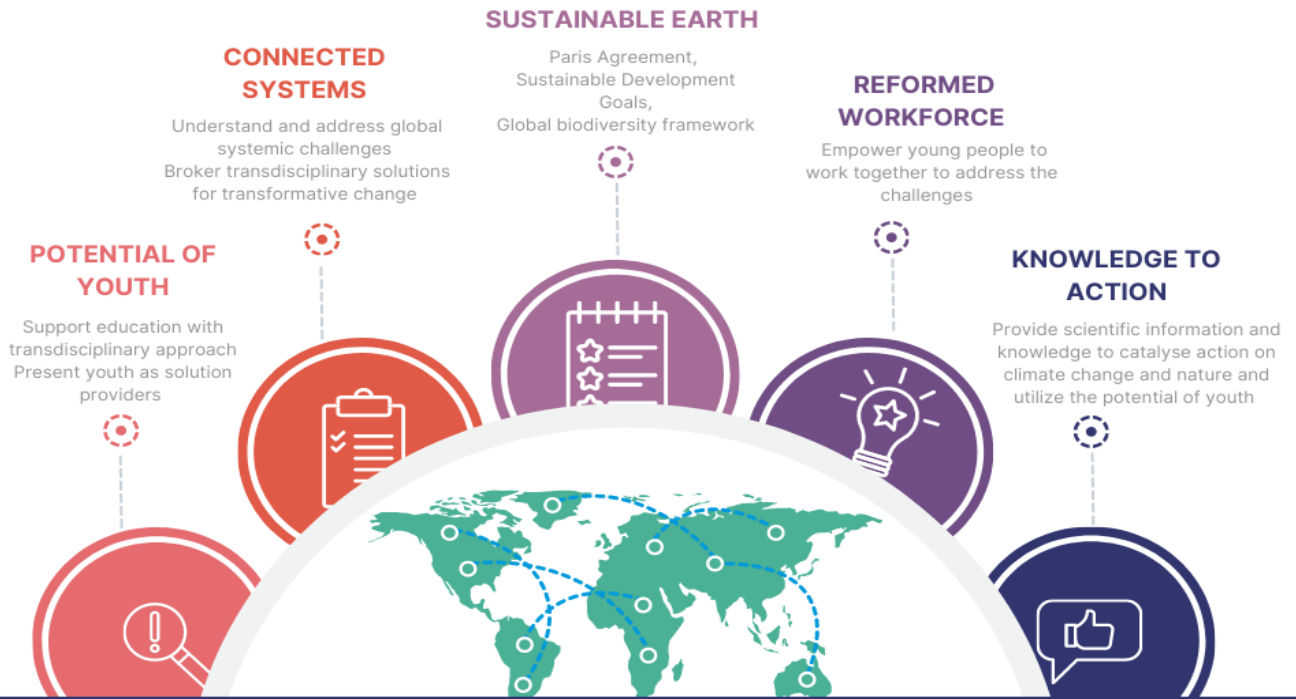 POTENTIAL OF
YOUTH
Support education with
transdisciplinary approach
Present youth as solution
providers
CONNECTED
SYSTEMS
Understand and address global
systemic challenges
Broker transdisciplinary solutions
for transformative change
SUSTAINABLE EARTH
Paris Agreement,
Sustainable Development
Goals,
Global biodiversity framework
REFORMED
WORKFORCE
Empower young people to
work together to address the
challenges
KNOWLEDGE TO
ACTION
Provide scientific information and
knowledge to catalyse action on
climate change and nature and
utilize the potential of youth